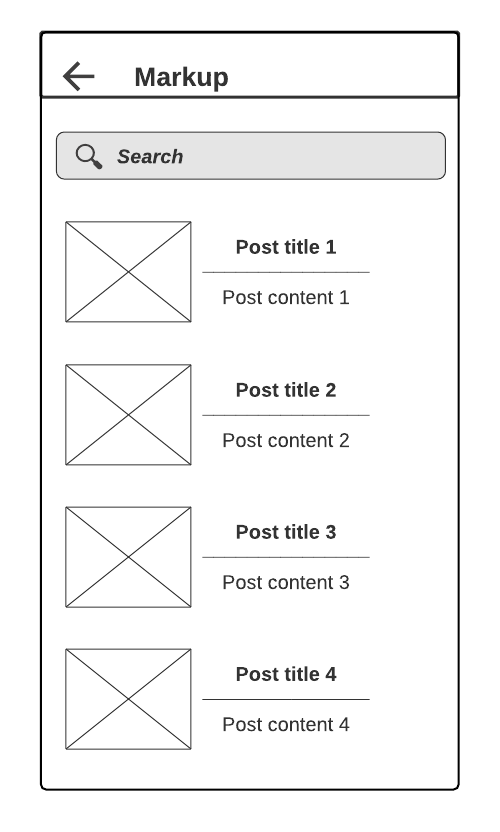 Markup
Search
Post title 1
Post content 1
Post title 2
Post content 2
Post title 3
Post content 3
Post title 4
Post content 4